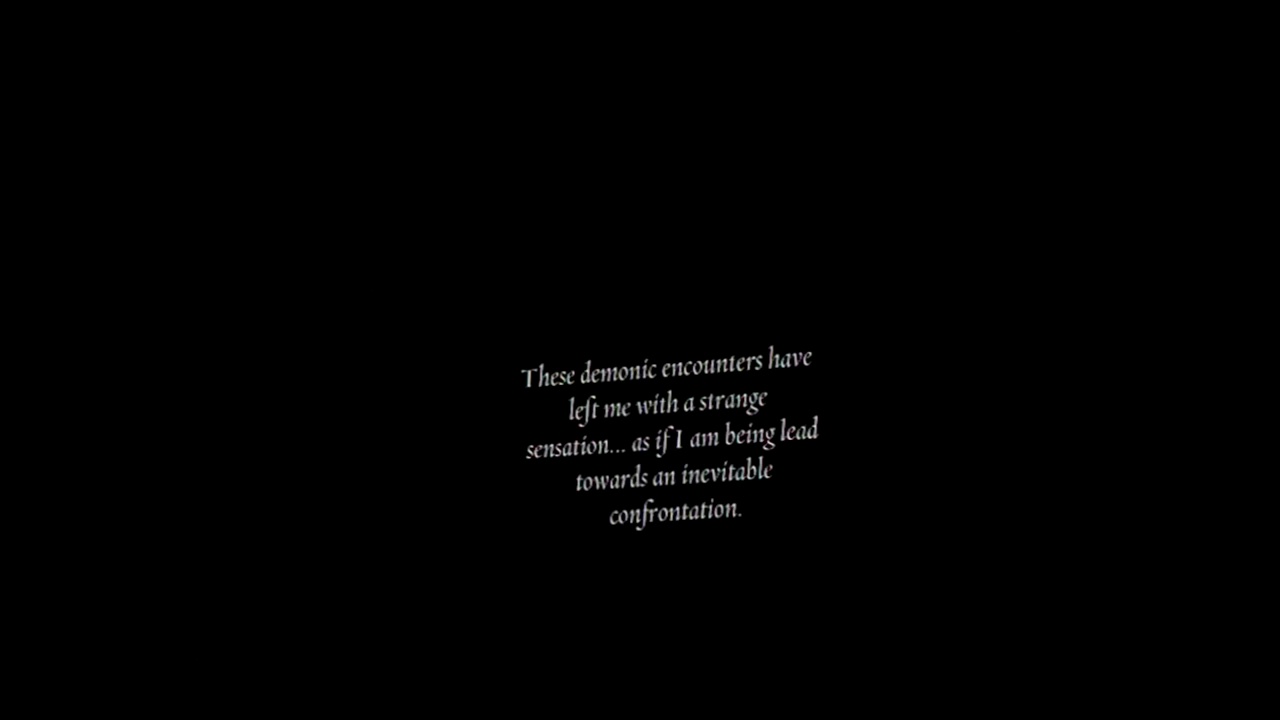 These demonic encounters have
left me with a strange
sensation... as if I am being lead
towards an inevitable
confrontation.